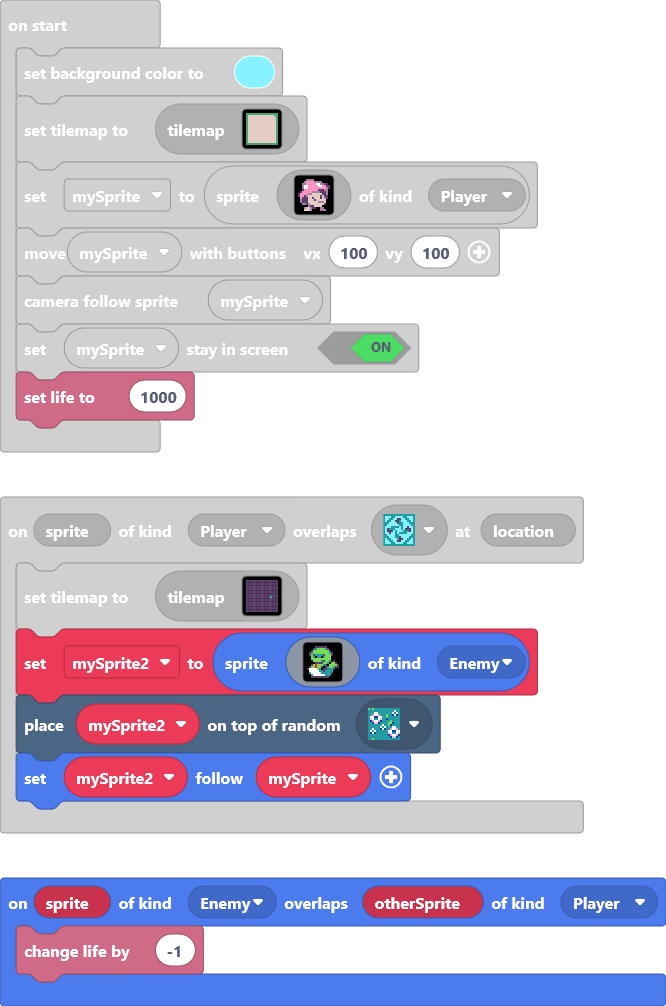 on start
set background color to
set tilemap to tilemap
set mySprite to sprite of kind Player
move mySprite with buttons vx 100 vy 100
camera follow sprite mySprite
set mySprite stay in screen ON
set life to 1000
on sprite of kind Player overlaps at location
set tilemap to tilemap
set mySprite2 to sprite of kind Enemy
place mySprite2 on top of random
set mySprite2 follow mySprite
on sprite of kind Enemy overlaps otherSprite of kind Player
change life by -1